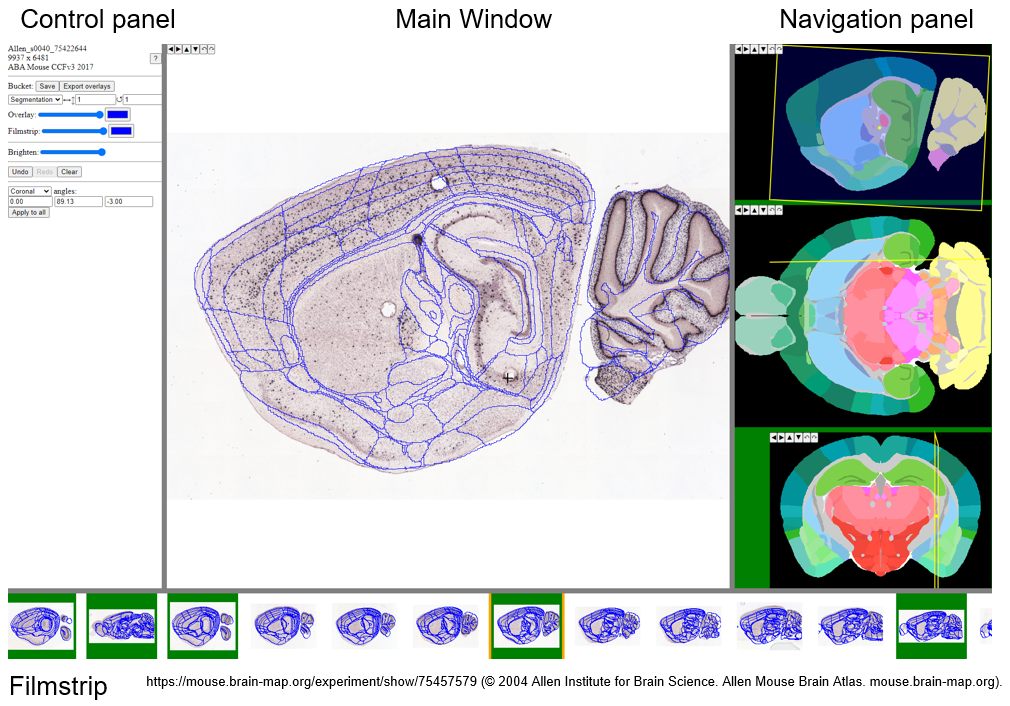 Control panel
Main Window
Navigation panel
Allen_s0040_75422644
9937 x 6481
?
ABA Mouse CCFv3 2017
Bucket: Save Export overlays
Segmentation 1 1
Overlay:
Filmstrip:
Brighten:
Undo Redo Clear
Coronal angles:
0.00 89.13 -3.00
Apply to all
Filmstrip
https://mouse.brain-map.org/experiment/show/75457579 (© 2004 Allen Institute for Brain Science. Allen Mouse Brain Atlas. mouse.brain-map.org).